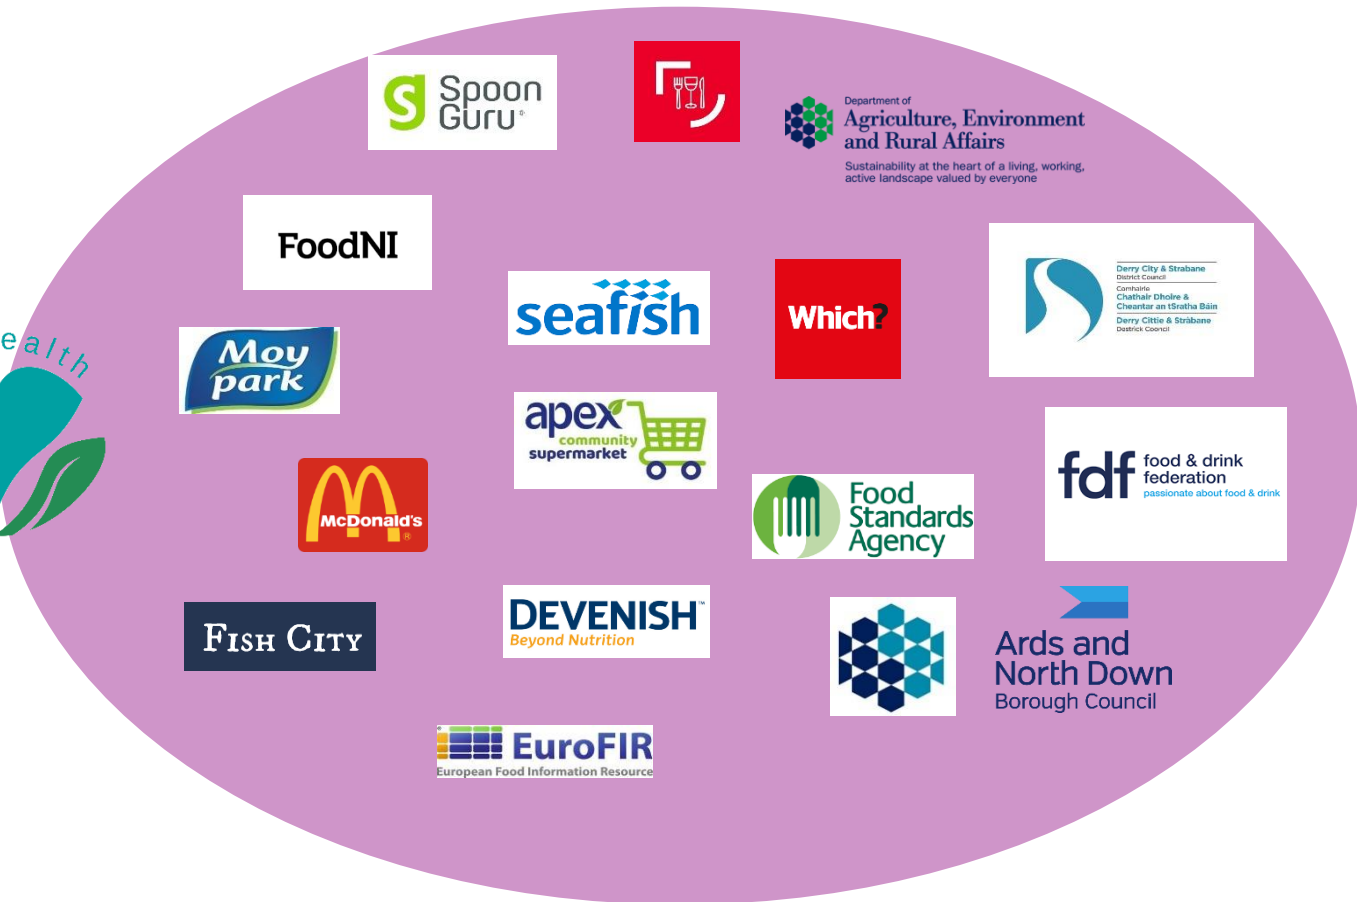 Spoon
Guru®
Department of
Agriculture, Environment
and Rural Affairs
Sustainability at the heart of a living, working,
active landscape valued by everyone
FoodNI
seafish
Which?
Derry City & Strabane
District Council
Comhairle
Chathair Dhoire &
Cheantar an tSratha Báin
Derry Cittie & Stràbane
Destrick Cooncil
ealth
Moy
park
apex
community
supermarket
McDonald's
®
Food
Standards
Agency
fdf food & drink
federation
passionate about food & drink
FISH CITY
DEVENISH™
Beyond Nutrition
Ards and
North Down
Borough Council
EuroFIR
European Food Information Resource